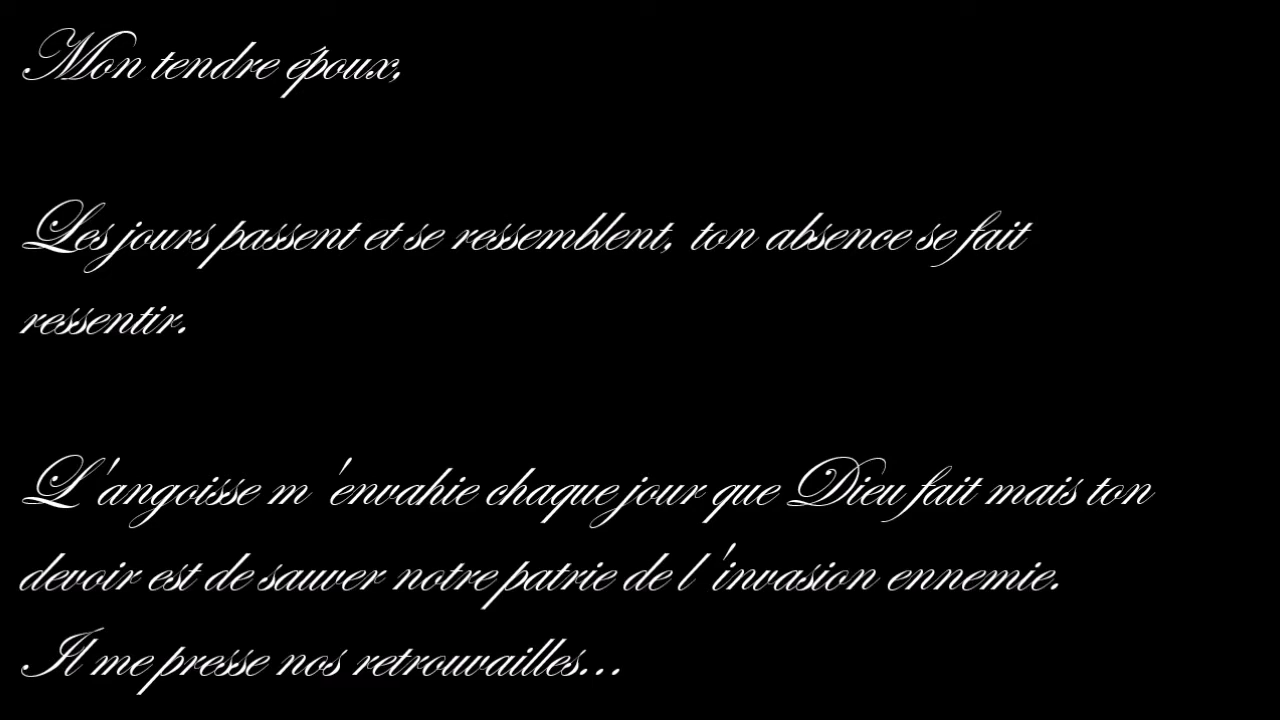 Mon tendre époux,
Les jours passent et se ressemblent, ton absence se fait
ressentir.
L'angoisse m'envahie chaque jour que Dieu fait mais ton
devoir est de sauver notre patrie de l'invasion ennemie.
Il me presse nos retrouvailles...